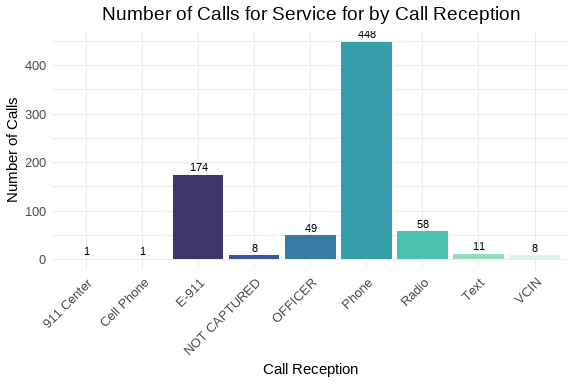 Number of Calls for Service for by Call Reception
Number of Calls
400
300
200
100
0
1
1
174
8
49
448
58
11
8
911 Center
Cell Phone
E-911
NOT CAPTURED
OFFICER
Phone
Radio
Text
VCIN
Call Reception